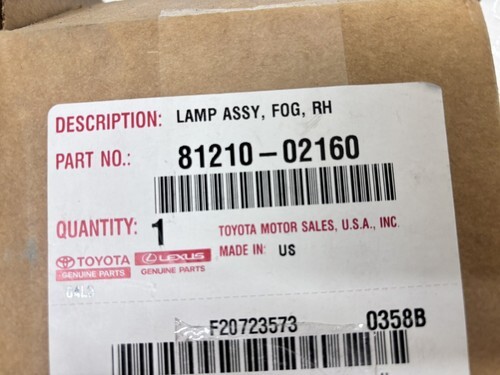 DESCRIPTION: LAMP ASSY, FOG, RH
PART NO.: 81210-02160
QUANTITY: 1 TOYOTA MOTOR SALES, U.S.A., INC.
MADE IN: US
TOYOTA LEXUS
GENUINE PARTS GENUINE PARTS
F20723573 0358B